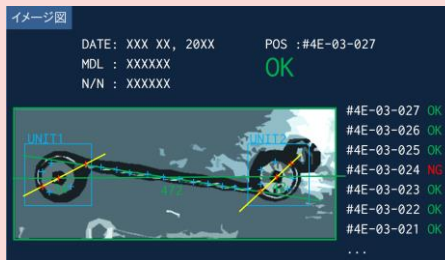 イメージ図
DATE: XXX XX, 20XX
MDL : XXXXXX
N/N : XXXXXX
POS :#4E-03-027
OK
UNIT1
UNIT2
472
#4E-03-027 OK
#4E-03-026 OK
#4E-03-025 OK
#4E-03-024 NG
#4E-03-023 OK
#4E-03-022 OK
#4E-03-021 OK
...